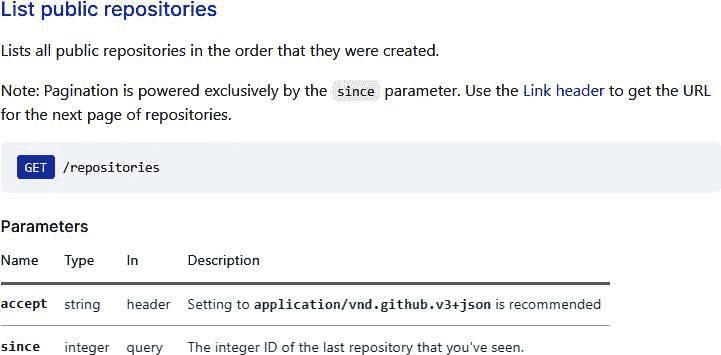 List public repositories
Lists all public repositories in the order that they were created.
Note: Pagination is powered exclusively by the since parameter. Use the Link header to get the URL
for the next page of repositories.
GET /repositories
Parameters
Name Type In Description
accept string header Setting to application/vnd.github.v3+json is recommended
since integer query The integer ID of the last repository that you've seen.